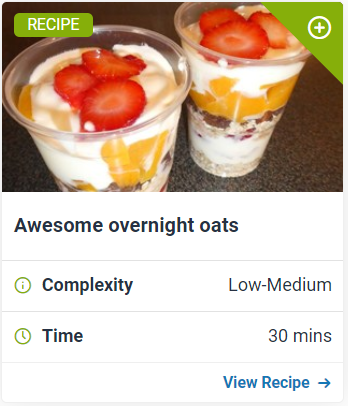 RECIPE
Awesome overnight oats
Complexity Low-Medium
Time 30 mins
View Recipe →